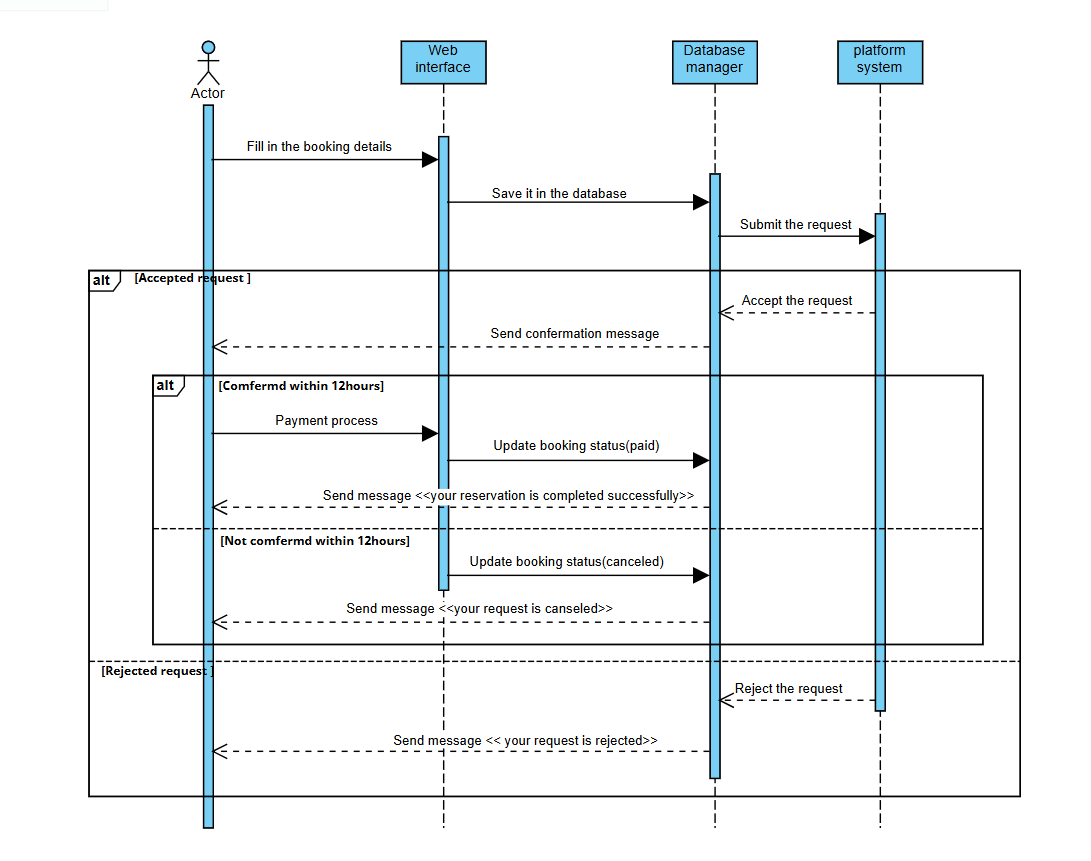 Actor
Web
interface
Database
manager
platform
system
Fill in the booking details
Save it in the database
Submit the request
alt [Accepted request ]
Accept the request
Send confermation message
alt [Comfermd within 12hours]
Payment process
Update booking status(paid)
Send message <<your reservation is completed successfully>>
[Not comfermd within 12hours]
Update booking status(canceled)
Send message <<your request is canseled>>
[Rejected request ]
Reject the request
Send message << your request is rejected>>